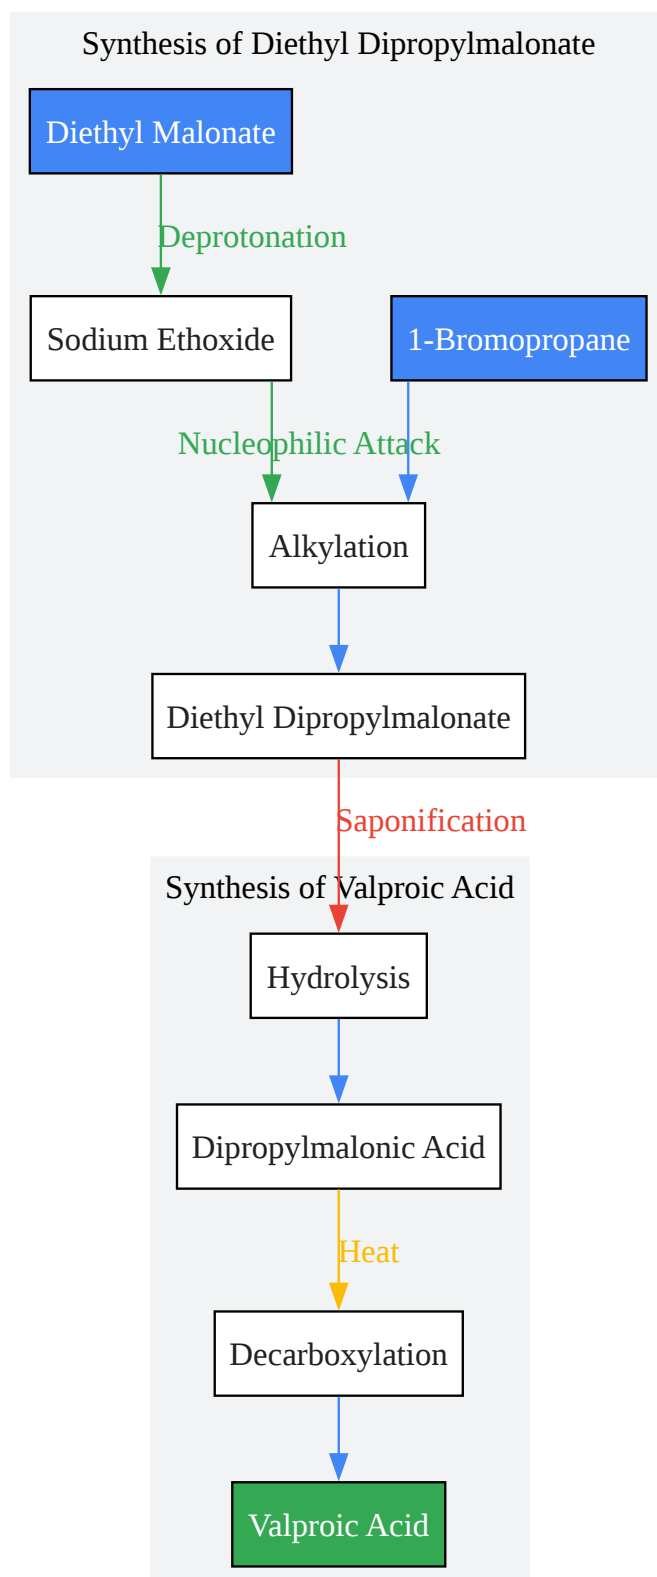 Synthesis of Diethyl Dipropylmalonate
Diethyl Malonate
Deprotonation
Sodium Ethoxide
1-Bromopropane
Nucleophilic Attack
Alkylation
Diethyl Dipropylmalonate
Saponification
Synthesis of Valproic Acid
Hydrolysis
Dipropylmalonic Acid
Heat
Decarboxylation
Valproic Acid